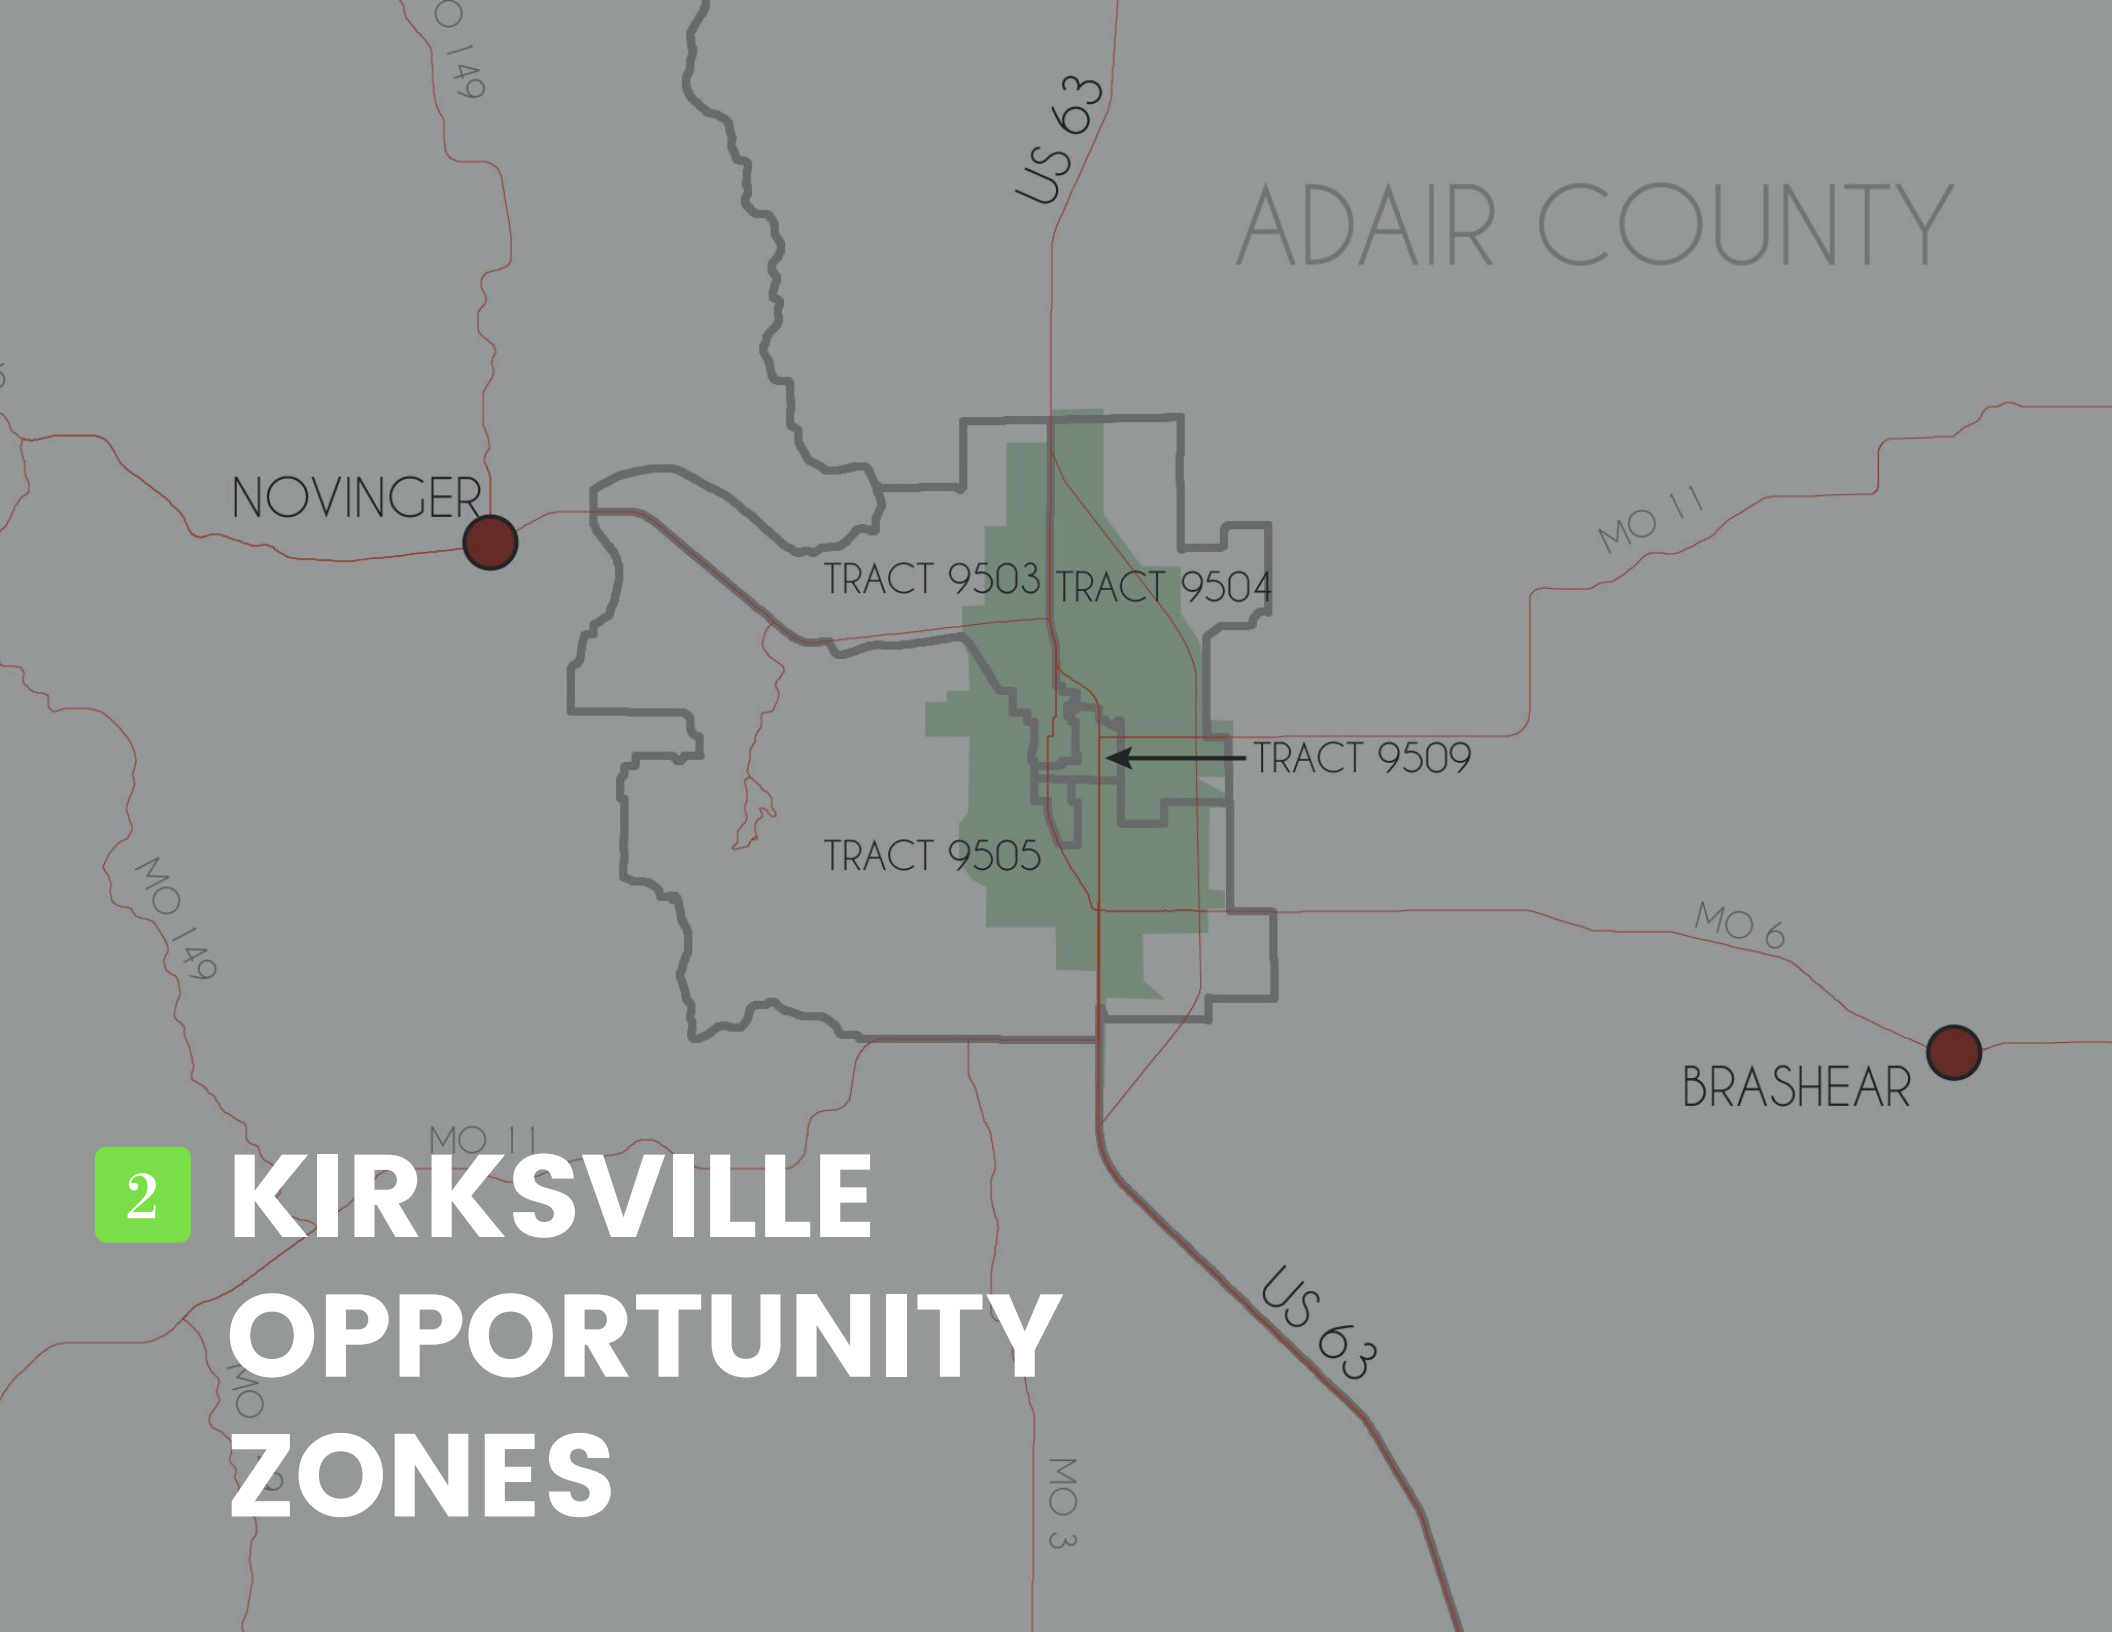 O 149
US 63
ADAIR COUNTY
NOVINGER
MO 11
TRACT 9503
TRACT 9504
TRACT 9509
TRACT 9505
MO 149
MO 6
BRASHEAR
MO 11
2
KIRKSVILLE
OPPORTUNITY
ZONES
US 63
MO
MO 3